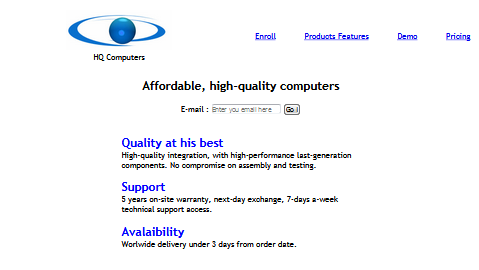 Enroll Products Features Demo Pricing
HQ Computers
Affordable, high-quality computers
E-mail : Enter you email here Go !
Quality at his best
High-quality integration, with high-performance last-generation
components. No compromise on assembly and testing.
Support
5 years on-site warranty, next-day exchange, 7-days a-week
technical support access.
Avalaibility
Worlwide delivery under 3 days from order date.